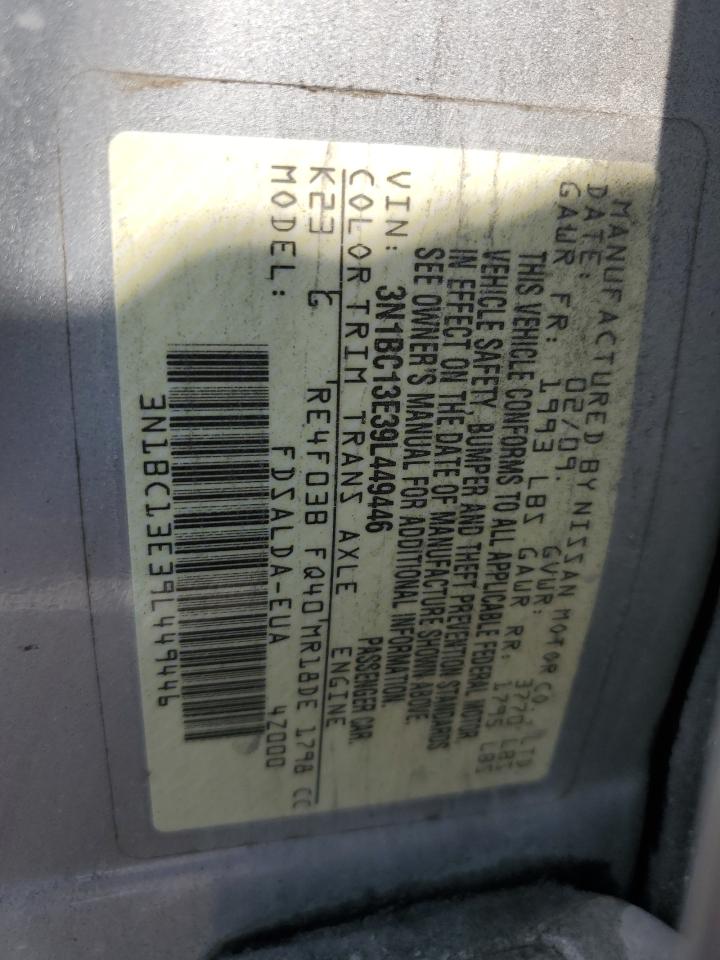 MANUFACTURED BY NISSAN MOTOR CO., LTD.
DATE: 02/09. GVWR: 3770 LBS
GAWR FR: 1993 LBS GAWR RR: 1795 LBS
THIS VEHICLE CONFORMS TO ALL APPLICABLE FEDERAL MOTOR
VEHICLE SAFETY, BUMPER AND THEFT PREVENTION STANDARDS
IN EFFECT ON THE DATE OF MANUFACTURE SHOWN ABOVE.
SEE OWNER'S MANUAL FOR ADDITIONAL INFORMATION.
VIN: 3N1BC13E39L449446 PASSENGER CAR.
COLOR TRIM TRANS AXLE ENGINE
K23 G RE4F03B FQ40 MR18DE 1798 CC
MODEL: FDSALDA-EUA 4Z000
3N1BC13E39L449446